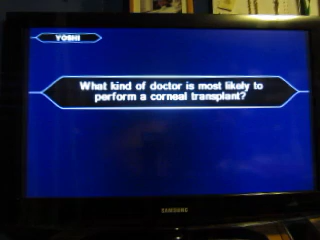 YOSHI
What kind of doctor is most likely to
perform a corneal transplant?
SAMSUNG